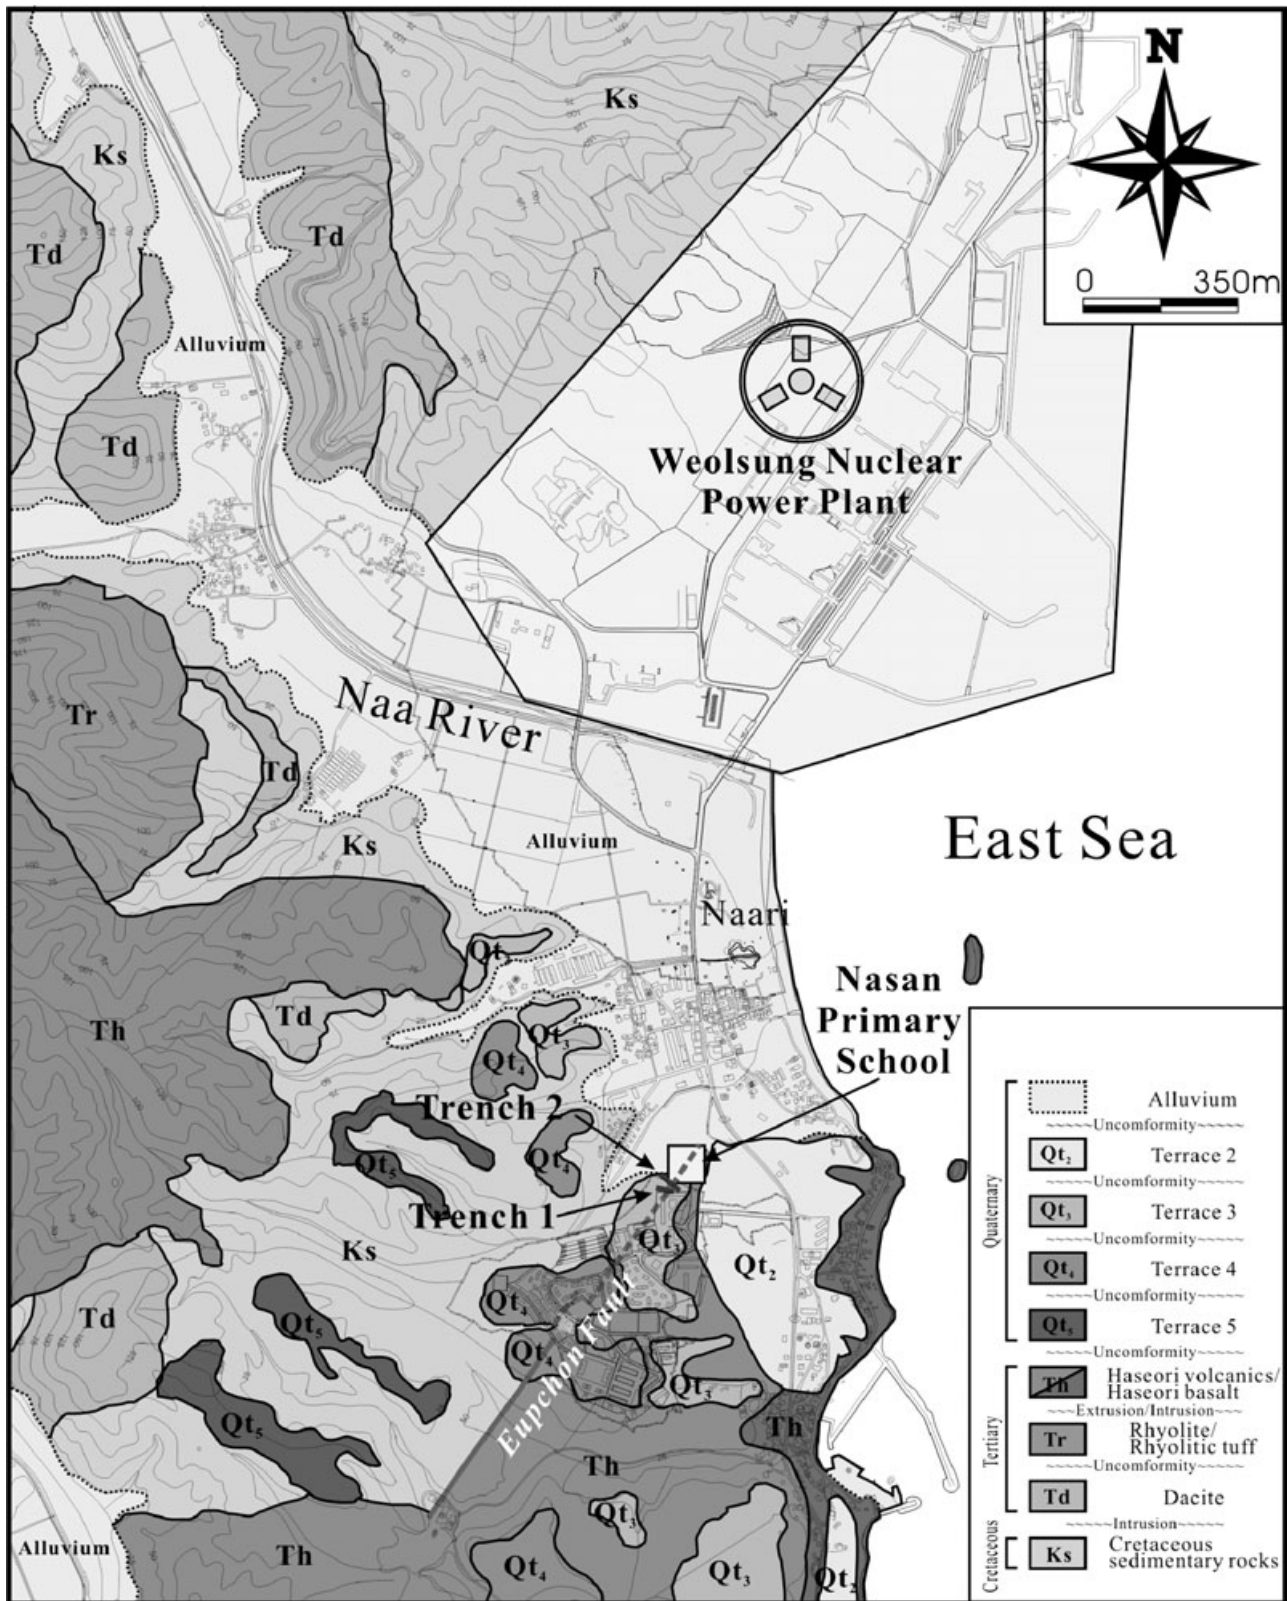 N
0 350m
Ks
Ks
Td
Td
Alluvium
Td
Weolsung Nuclear
Power Plant
Tr
Naa River
Td
Ks
Alluvium
East Sea
Naari
Nasan
Primary
School
Qt₃
Td
Th
Qt₃
Qt₄
Trench 2
Qt₄
Qt₅
Trench 1
Ks
Qt₃
Qt₂
Td
Qt₅
Qt₄
Qt₄
Eupchon Fault
Qt₃
Qt₅
Th
Th
Qt₃
Alluvium
Th
Qt₄
Qt₃
Qt₂
Quaternary
Alluvium
~~~~~Uncomformity~~~~~
Qt₂ Terrace 2
~~~~~Uncomformity~~~~~
Qt₃ Terrace 3
~~~~~Uncomformity~~~~~
Qt₄ Terrace 4
~~~~~Uncomformity~~~~~
Qt₅ Terrace 5
~~~~~Uncomformity~~~~~
Tertiary
Th Haseori volcanics/
Haseori basalt
~~~Extrusion/Intrusion~~~
Tr Rhyolite/
Rhyolitic tuff
~~~~~Uncomformity~~~~~
Td Dacite
~~~~~Intrusion~~~~~
Cretaceous
Ks Cretaceous
sedimentary rocks